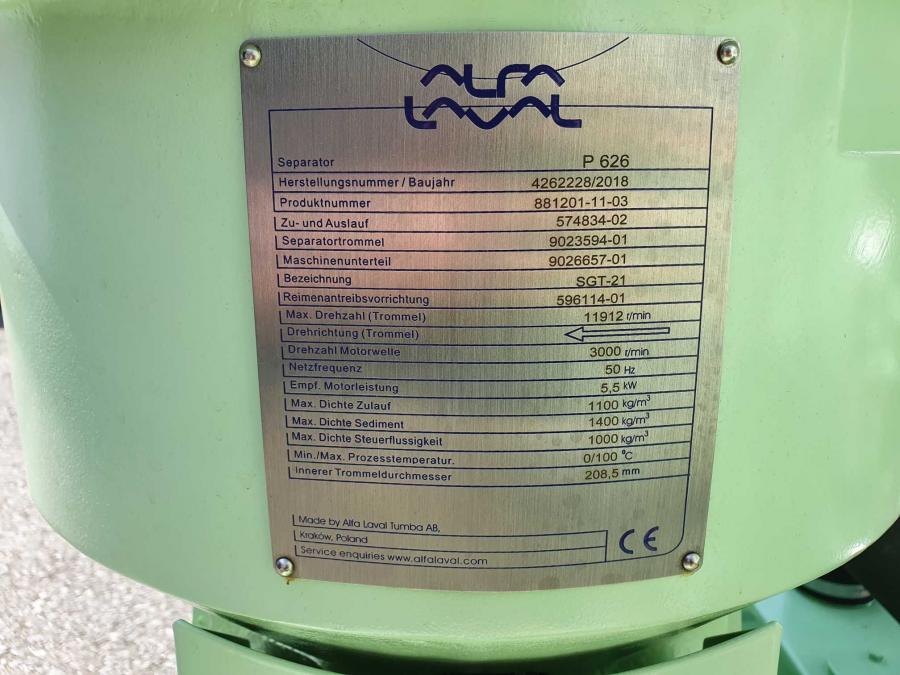 ALFA
LAVAL
Separator P 626
Herstellungsnummer / Baujahr 4262228/2018
Produktnummer 881201-11-03
Zu- und Auslauf 574834-02
Separatortrommel 9023594-01
Maschinenunterteil 9026657-01
Bezeichnung SGT-21
Reimenantreibsvorrichtung 596114-01
Max. Drehzahl (Trommel) 11912 r/min
Drehrichtung (Trommel)
Drehzahl Motorwelle 3000 r/min
Netzfrequenz 50 Hz
Empf. Motorleistung 5,5 kW
Max. Dichte Zulauf 1100 kg/m³
Max. Dichte Sediment 1400 kg/m³
Max. Dichte Steuerflussigkeit 1000 kg/m³
Min./Max. Prozesstemperatur. 0/100 °C
Innerer Trommeldurchmesser 208,5 mm
Made by Alfa Laval Tumba AB,
Kraków, Poland
Service enquiries www.alfalaval.com
CE